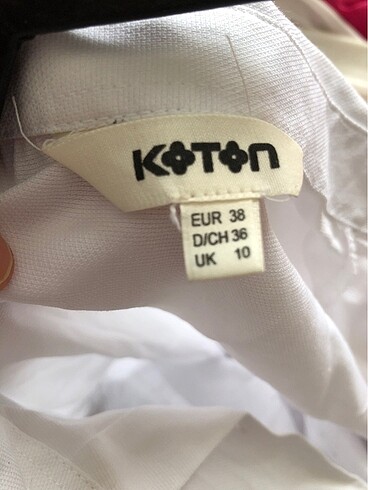 KOTON
EUR 38
D/CH 36
UK 10